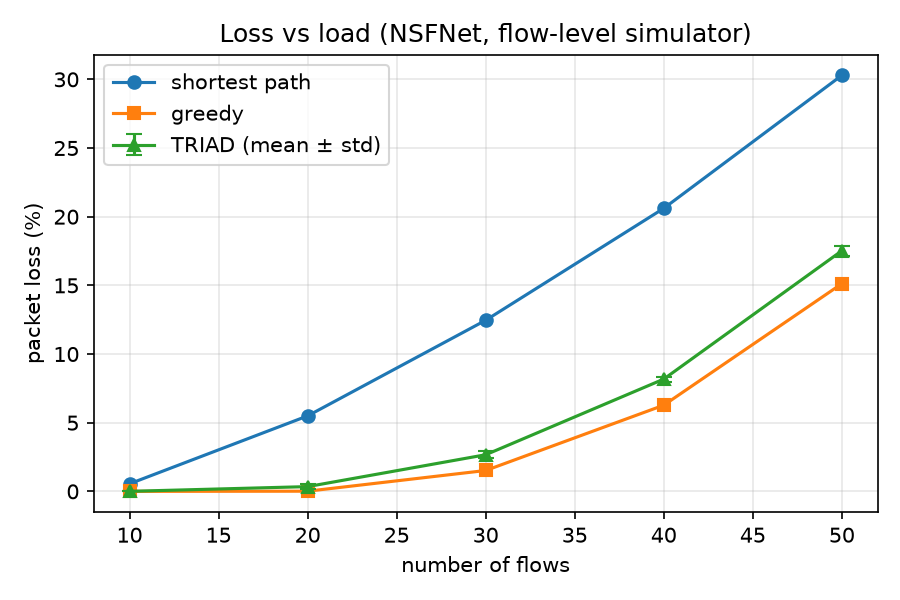 Loss vs load (NSFNet, flow-level simulator)
shortest path
greedy
TRIAD (mean ± std)
packet loss (%)
30
25
20
15
10
5
0
10 15 20 25 30 35 40 45 50
number of flows